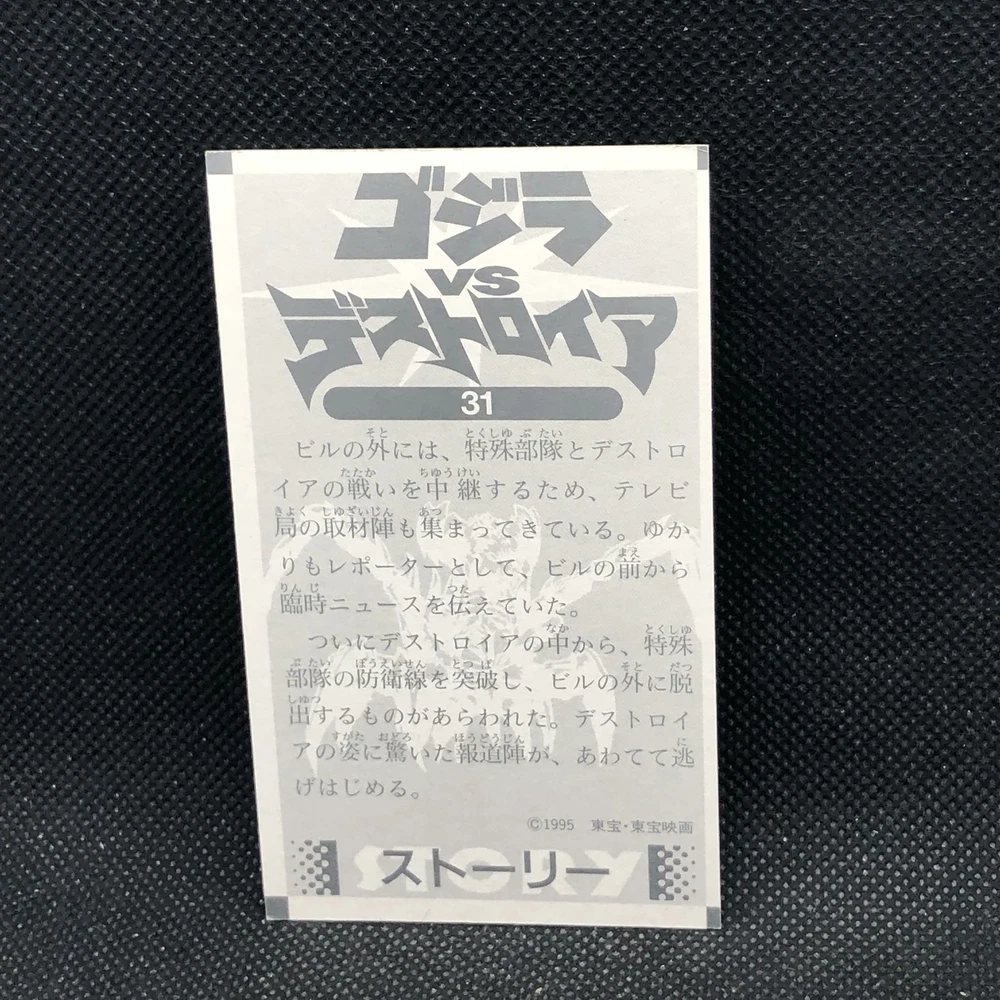 ゴジラ
VS
デストロイア
31
ビルの外には、特殊部隊とデストロ
イアの戦いを中継するため、テレビ
局の取材陣も集まってきている。ゆか
りもレポーターとして、ビルの前から
臨時ニュースを伝えていた。
ついにデストロイアの中から、特殊
部隊の防衛線を突破し、ビルの外に脱
出するものがあらわれた。デストロイ
アの姿に驚いた報道陣が、あわてて逃
げはじめる。
©1995 東宝・東宝映画
ストーリー